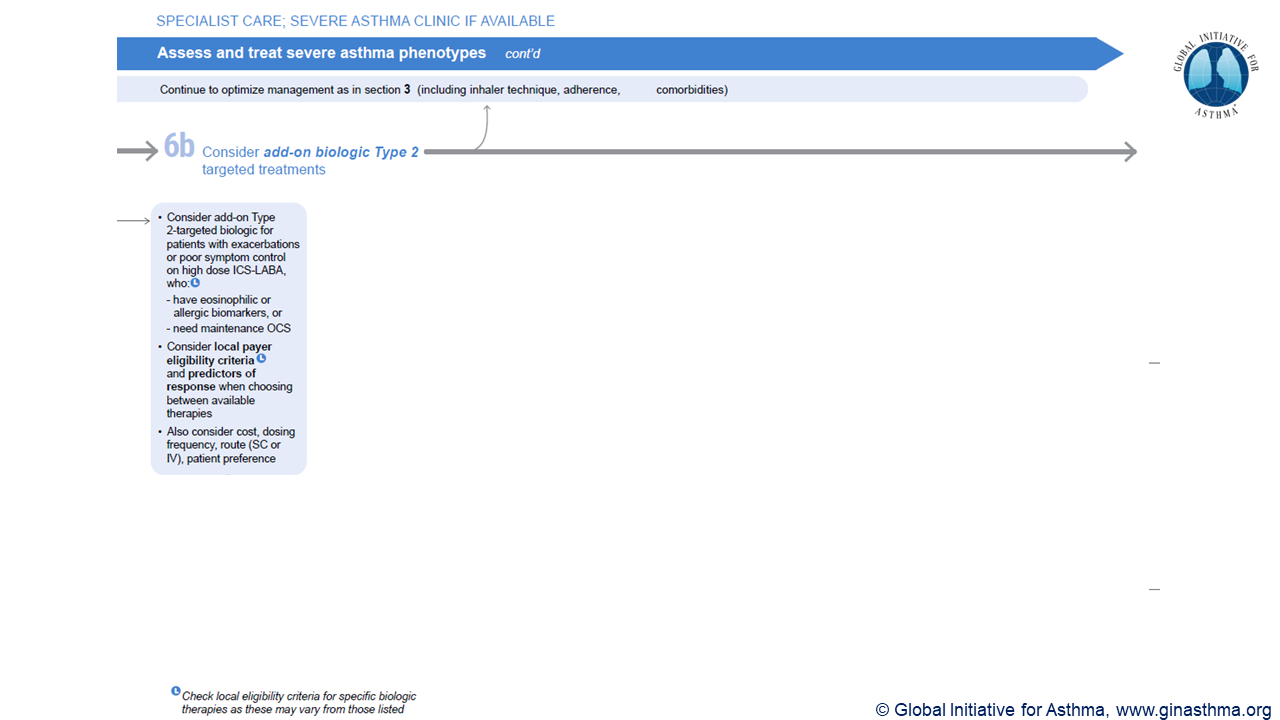 SPECIALIST CARE; SEVERE ASTHMA CLINIC IF AVAILABLE
Assess and treat severe asthma phenotypes cont'd
Continue to optimize management as in section 3 (including inhaler technique, adherence, comorbidities)
GLOBAL INITIATIVE FOR
ASTHMA
6b Consider add-on biologic Type 2
targeted treatments
• Consider add-on Type
2-targeted biologic for
patients with exacerbations
or poor symptom control
on high dose ICS-LABA,
who:
- have eosinophilic or
allergic biomarkers, or
- need maintenance OCS
• Consider local payer
eligibility criteria
and predictors of
response when choosing
between available
therapies
• Also consider cost, dosing
frequency, route (SC or
IV), patient preference
Check local eligibility criteria for specific biologic
therapies as these may vary from those listed
© Global Initiative for Asthma, www.ginasthma.org